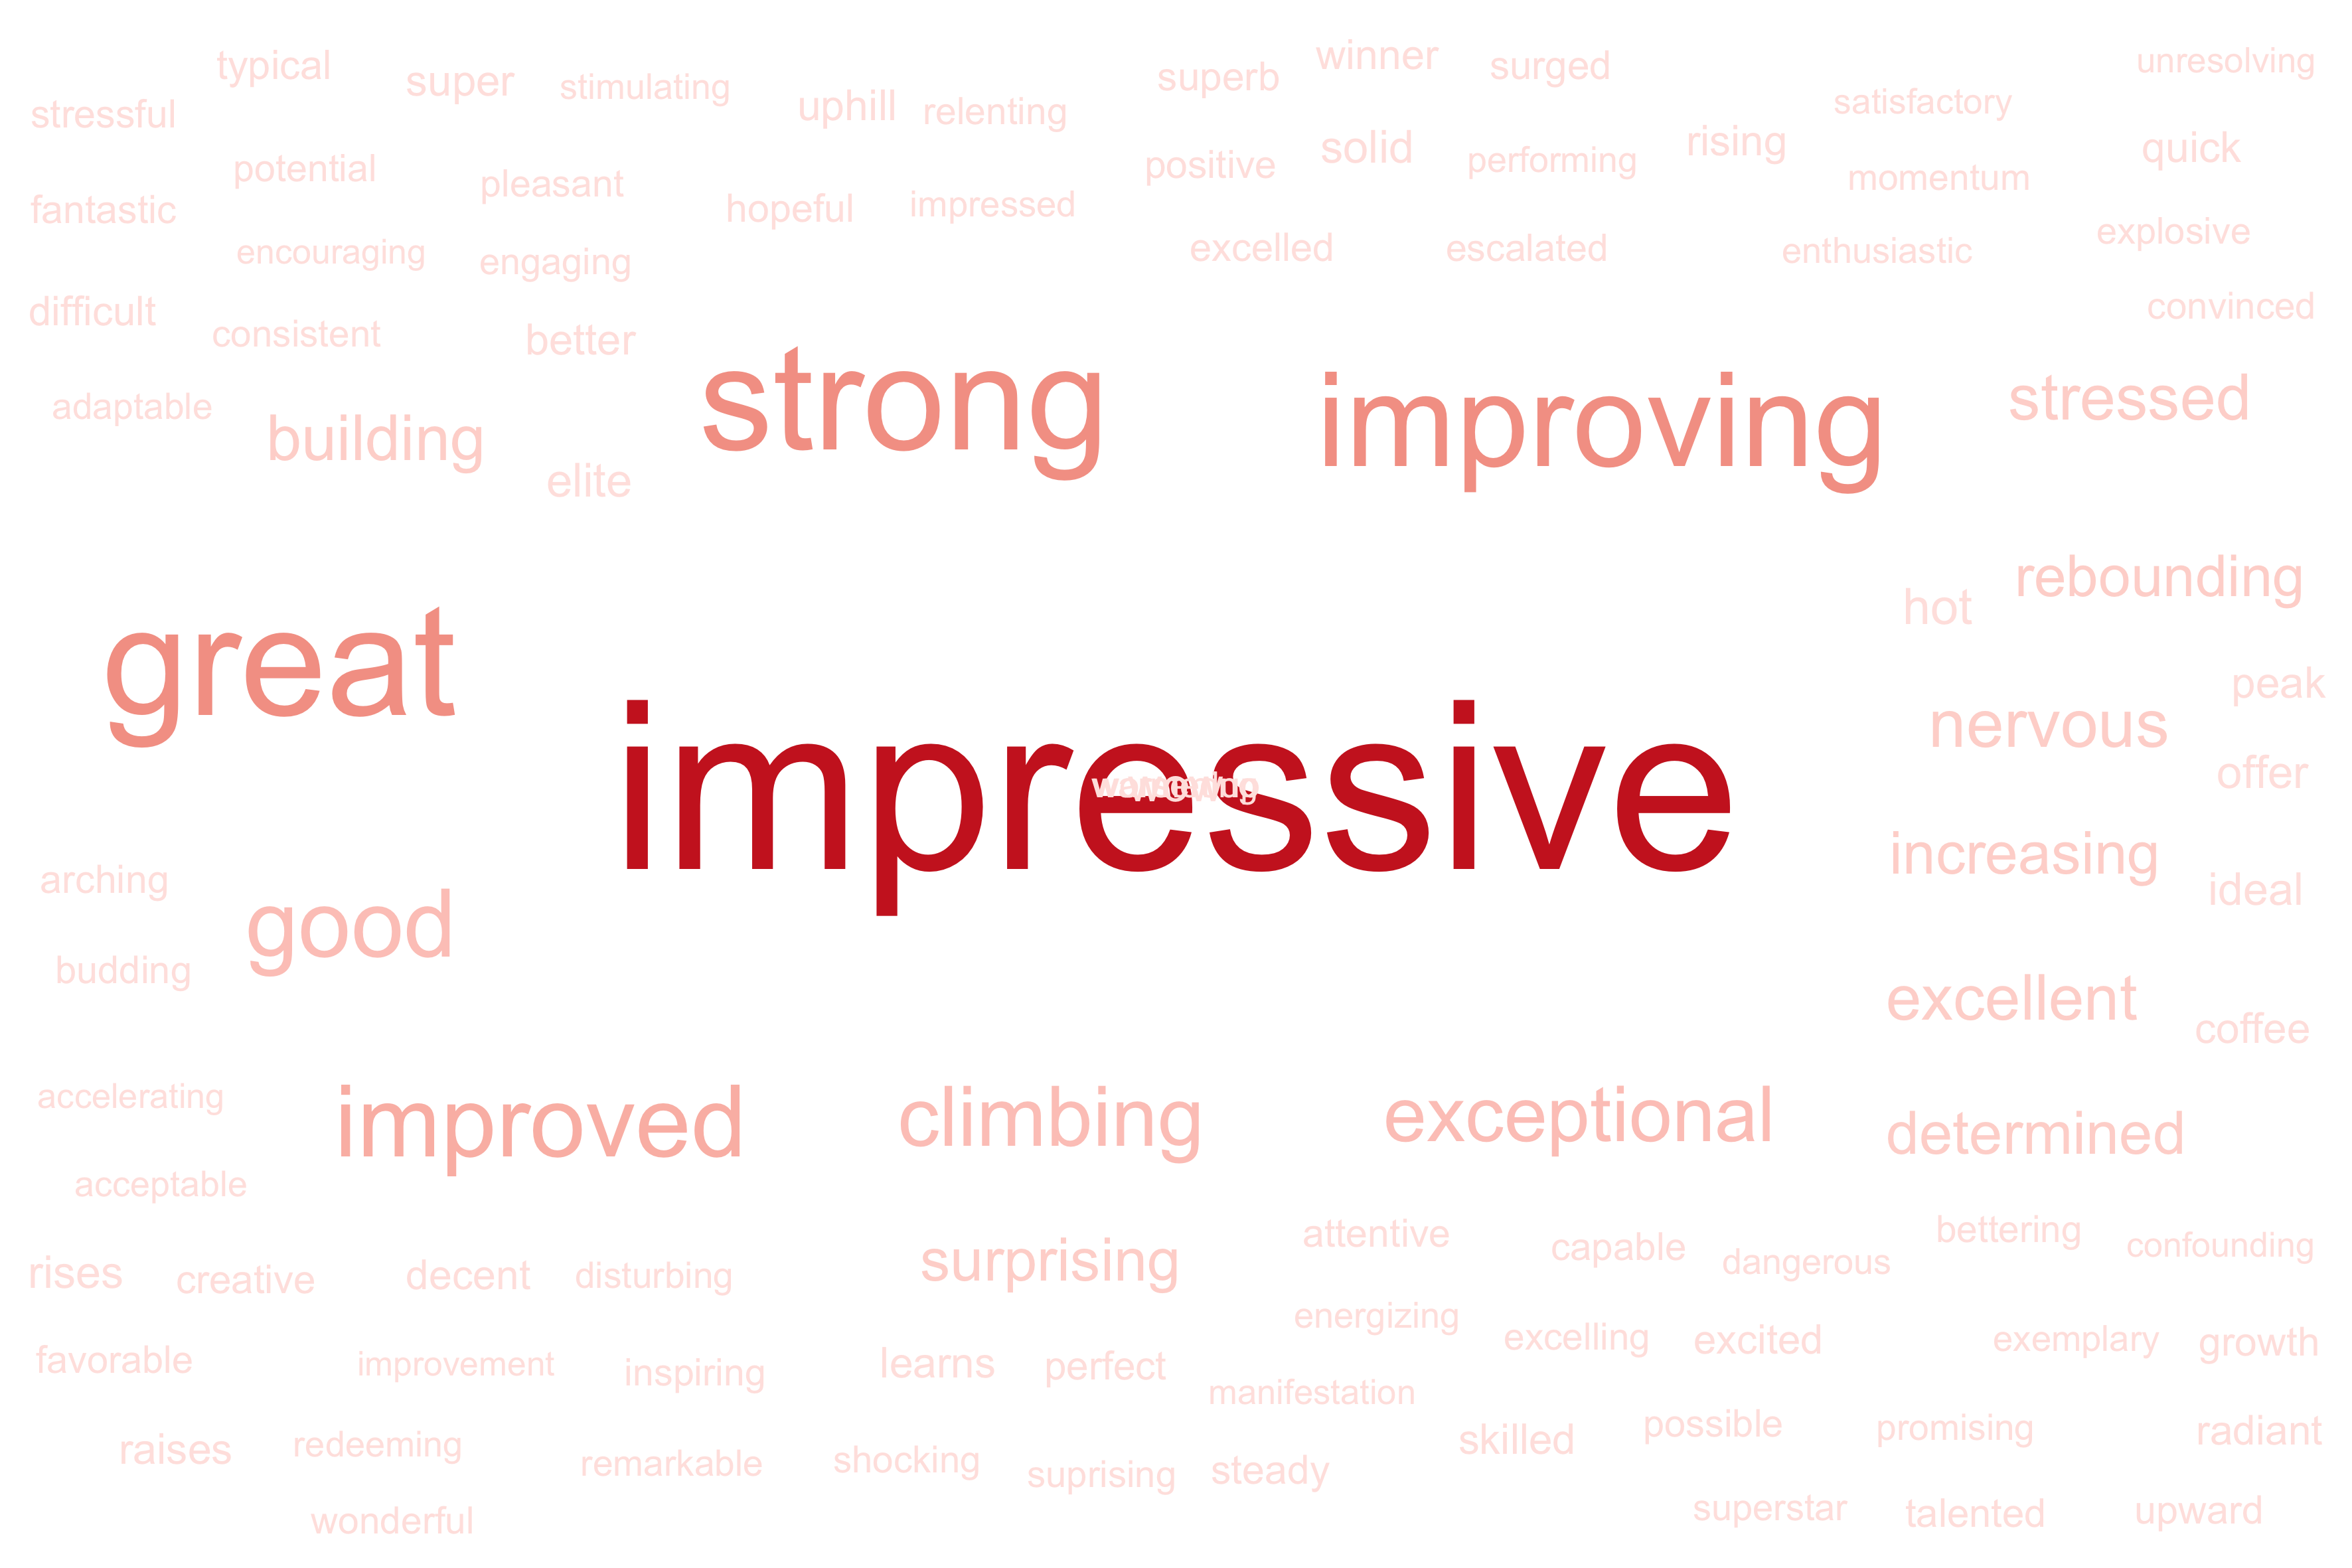 typical
super
stimulating
uphill
relenting
superb
winner
surged
unresolving
stressful
satisfactory
potential
pleasant
positive
solid
performing
rising
momentum
quick
fantastic
hopeful
impressed
encouraging
engaging
excelled
escalated
enthusiastic
explosive
difficult
consistent
better
convinced
adaptable
building
elite
strong
improving
stressed
great
hot
rebounding
peak
nervous
offer
impressive
arching
good
increasing
ideal
budding
excellent
coffee
accelerating
improved
climbing
exceptional
determined
acceptable
rises
creative
decent
disturbing
surprising
attentive
capable
dangerous
bettering
confounding
favorable
improvement
inspiring
learns
perfect
energizing
excelling
excited
exemplary
growth
manifestation
raises
redeeming
remarkable
shocking
suprising
steady
skilled
possible
promising
radiant
wonderful
superstar
talented
upward